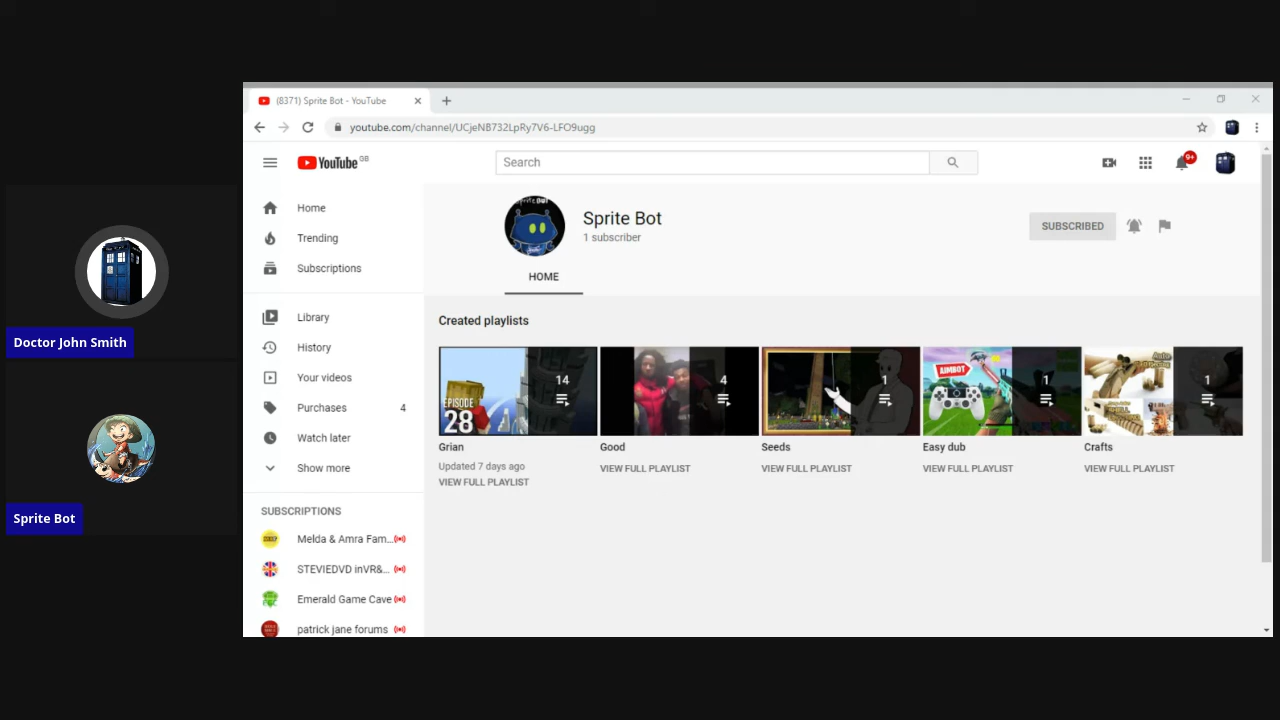 Doctor John Smith
Sprite Bot
(8371) Sprite Bot - YouTube
youtube.com/channel/UCjeNB732LpRy7V6-LFO9ugg
YouTube GB
Search
9+
Home
Trending
Subscriptions
Library
History
Your videos
Purchases 4
Watch later
Show more
SUBSCRIPTIONS
Melda & Amra Fam...
STEVIEDVD inVR&...
Emerald Game Cave
patrick jane forums
Sprite Bot
1 subscriber
SUBSCRIBED
HOME
Created playlists
EPISODE
28
14
4
1
AIMBOT
1
1
Grian
Updated 7 days ago
VIEW FULL PLAYLIST
Good
VIEW FULL PLAYLIST
Seeds
VIEW FULL PLAYLIST
Easy dub
VIEW FULL PLAYLIST
Crafts
VIEW FULL PLAYLIST